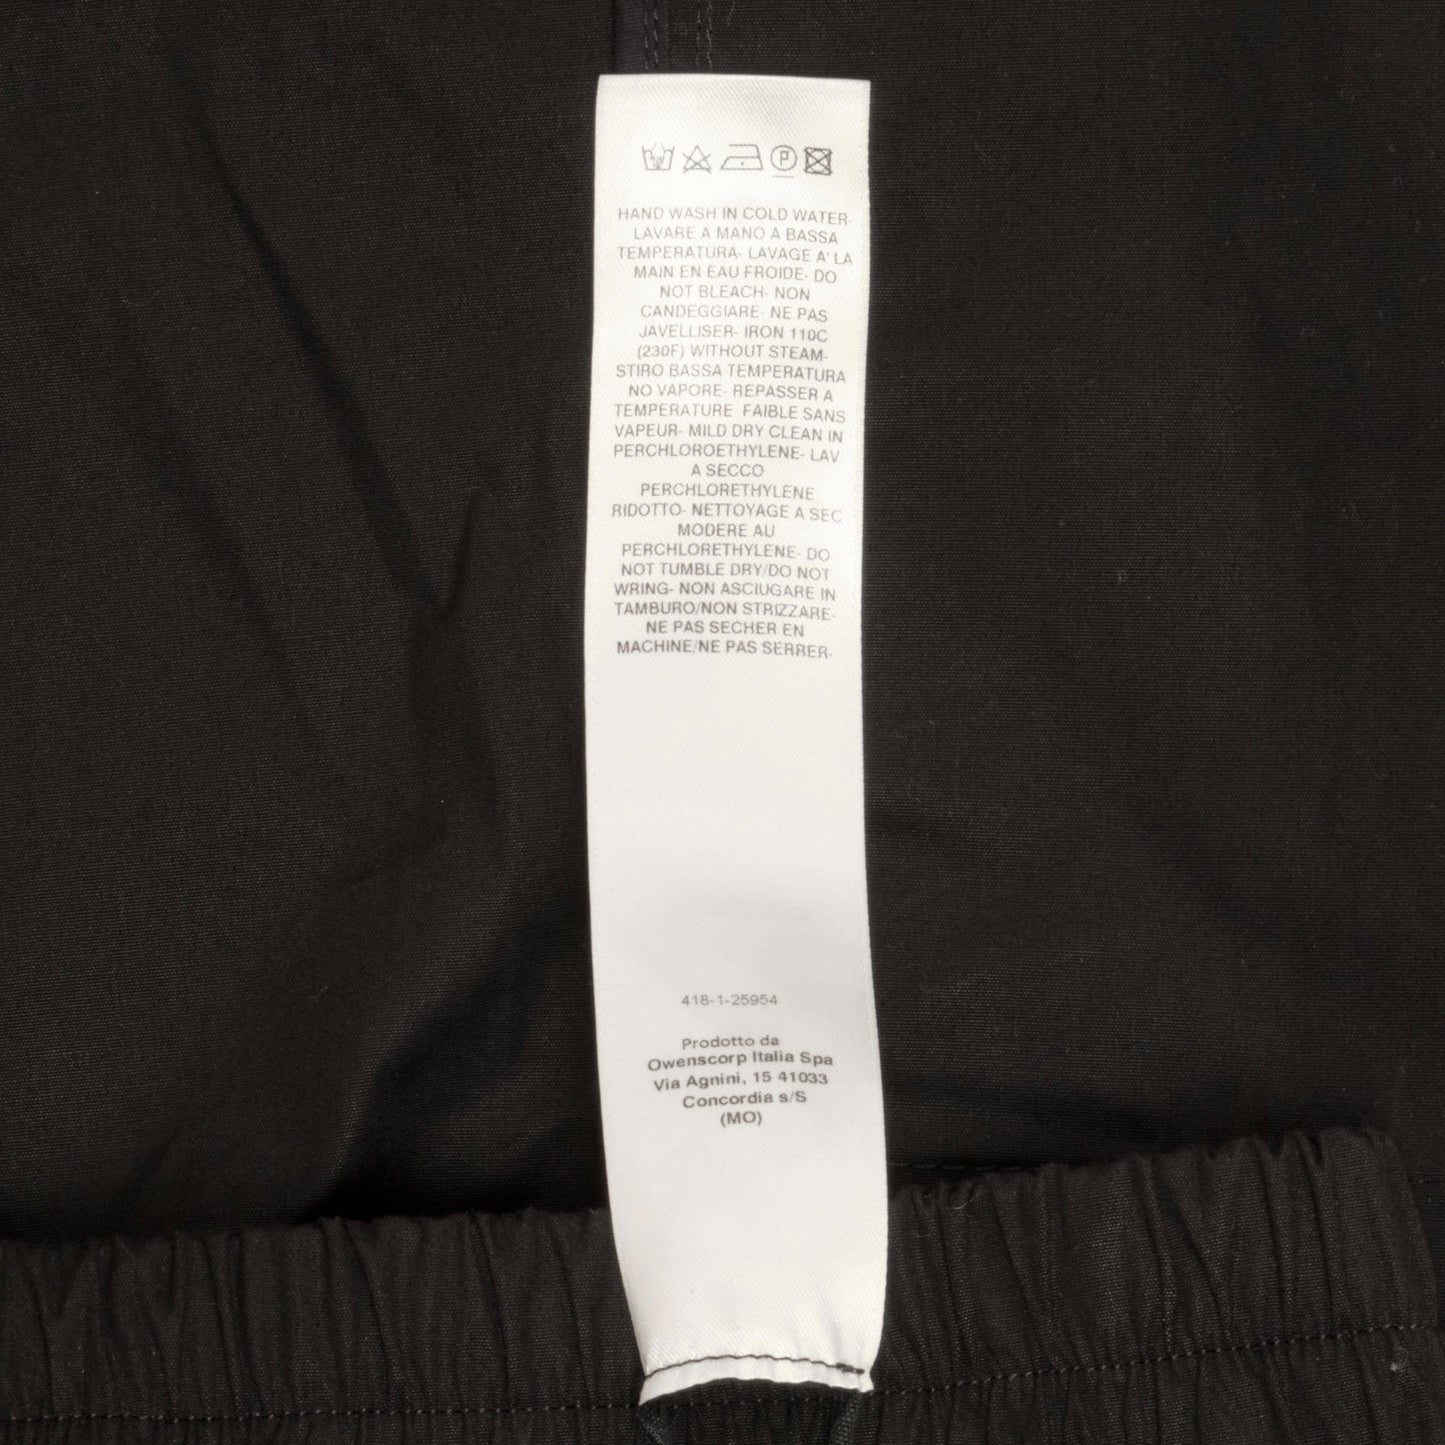 P
HAND WASH IN COLD WATER-
LAVARE A MANO A BASSA
TEMPERATURA- LAVAGE A' LA
MAIN EN EAU FROIDE- DO
NOT BLEACH- NON
CANDEGGIARE- NE PAS
JAVELLISER- IRON 110C
(230F) WITHOUT STEAM-
STIRO BASSA TEMPERATURA
NO VAPORE- REPASSER A
TEMPERATURE FAIBLE SANS
VAPEUR- MILD DRY CLEAN IN
PERCHLOROETHYLENE- LAV
A SECCO
PERCHLORETHYLENE
RIDOTTO- NETTOYAGE A SEC
MODERE AU
PERCHLORETHYLENE- DO
NOT TUMBLE DRY/DO NOT
WRING- NON ASCIUGARE IN
TAMBURO/NON STRIZZARE-
NE PAS SECHER EN
MACHINE/NE PAS SERRER-
418-1-25954
Prodotto da
Owenscorp Italia Spa
Via Agnini, 15 41033
Concordia s/S
(MO)